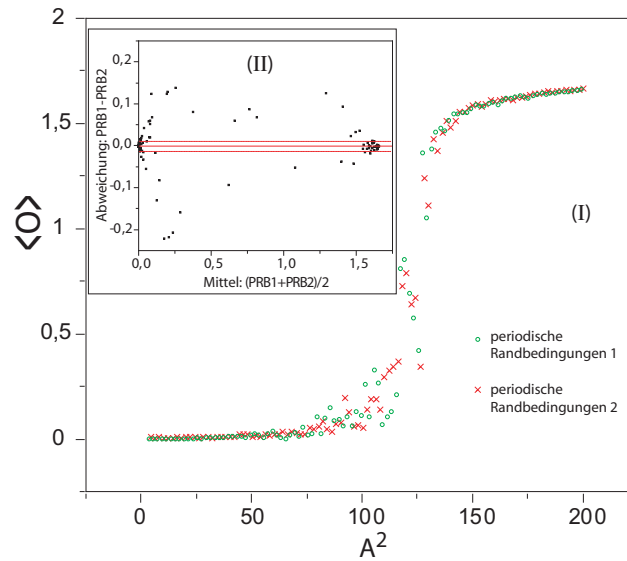 2
1,5
1
0,5
0
<O>
0
50
100
150
200
A²
(I)
periodische
Randbedingungen 1
periodische
Randbedingungen 2
(II)
0,2
0,1
0,0
-0,1
-0,2
Abweichung: PRB1-PRB2
0,0
0,5
1,0
1,5
Mittel: (PRB1+PRB2)/2